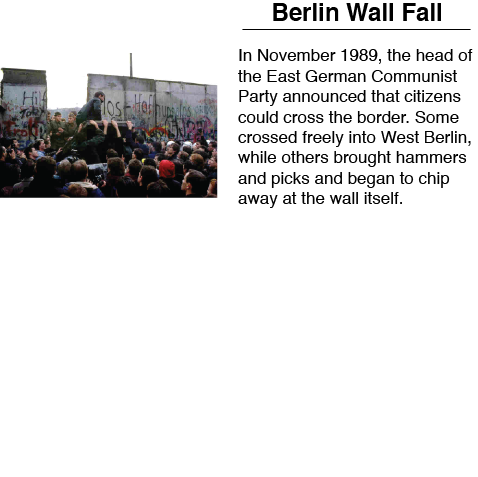 Berlin Wall Fall
In November 1989, the head of
the East German Communist
Party announced that citizens
could cross the border. Some
crossed freely into West Berlin,
while others brought hammers
and picks and began to chip
away at the wall itself.